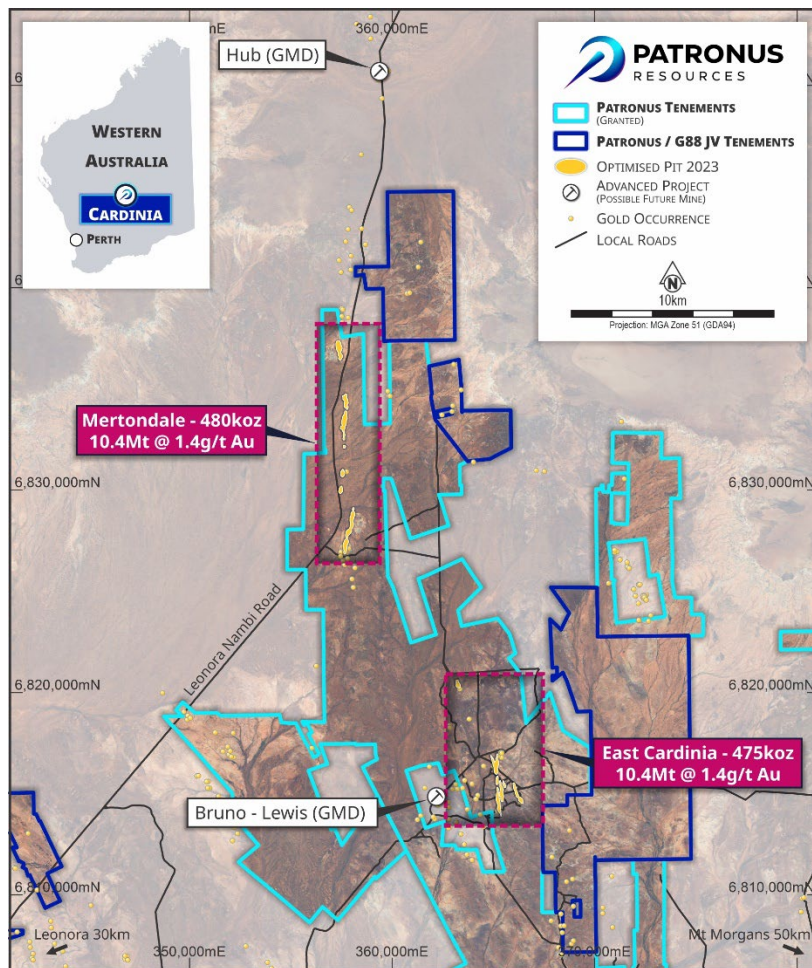 360,000mE
Hub (GMD)
6,8
PATRONUS
RESOURCES
PATRONUS TENEMENTS
(GRANTED)
PATRONUS / G88 JV TENEMENTS
OPTIMISED PIT 2023
ADVANCED PROJECT
(POSSIBLE FUTURE MINE)
GOLD OCCURRENCE
LOCAL ROADS
N
10km
Projection: MGA Zone 51 (GDA94)
WESTERN
AUSTRALIA
CARDINIA
PERTH
Mertondale - 480koz
10.4Mt @ 1.4g/t Au
6,830,000mN
6,830,000mN
Leonora Nambi Road
6,820,000mN
6,820,000mN
East Cardinia - 475koz
10.4Mt @ 1.4g/t Au
Bruno - Lewis (GMD)
6,810,000mN
6,810,000mN
Leonora 30km
Mt Morgans 50km
350,000mE
360,000mE
370,000mE